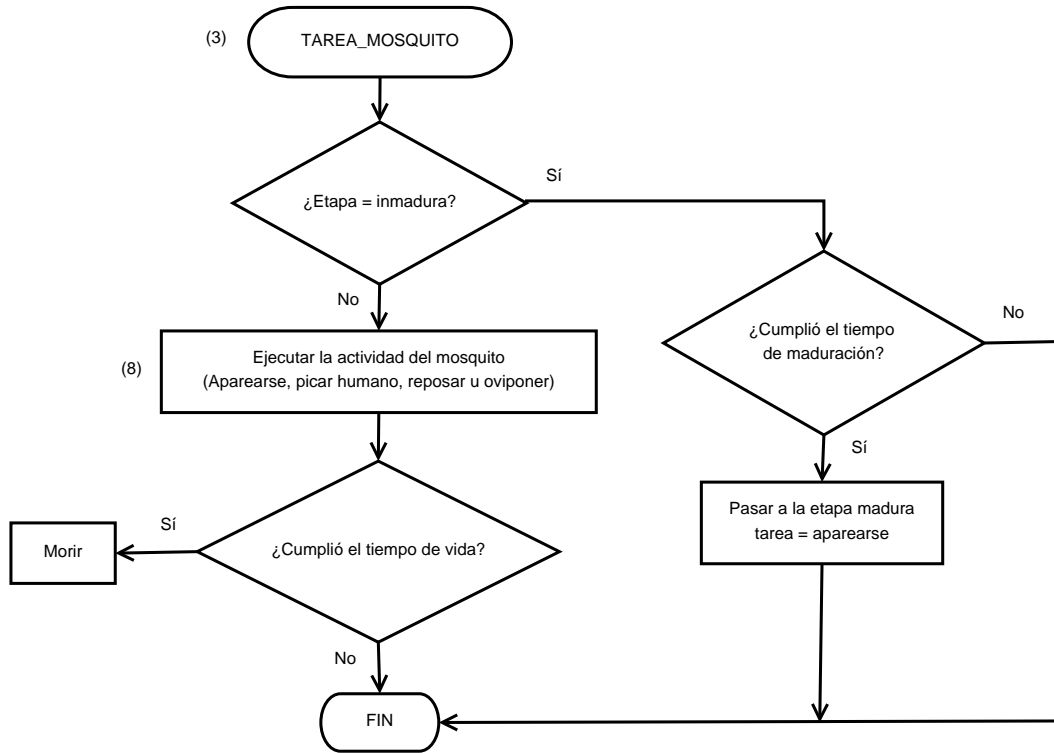 (3)
TAREA_MOSQUITO
¿Etapa = inmadura?
Sí
No
¿Cumplió el tiempo
de maduración?
No
(8)
Ejecutar la actividad del mosquito
(Aparearse, picar humano, reposar u oviponer)
Sí
Pasar a la etapa madura
tarea = aparearse
Sí
Morir
¿Cumplió el tiempo de vida?
No
FIN